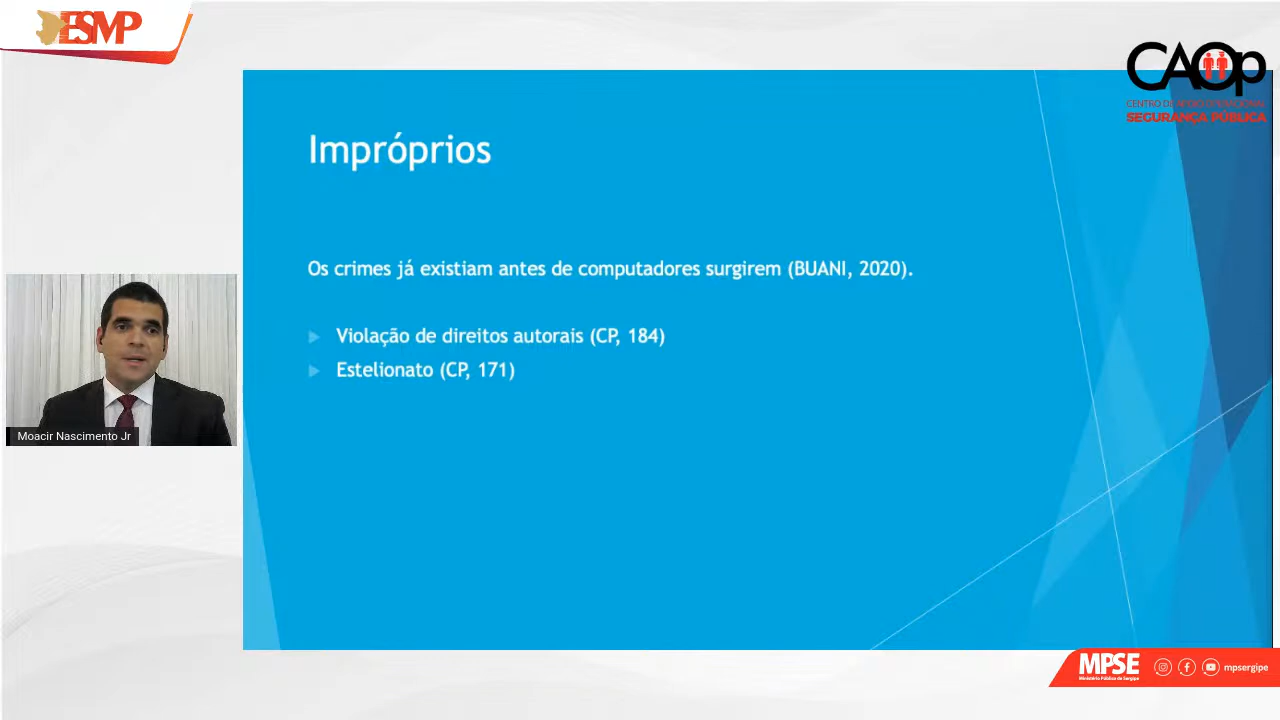 ESMP
CAOp
CENTRO DE APOIO OPERACIONAL
SEGURANÇA PÚBLICA
Impróprios
Os crimes já existiam antes de computadores surgirem (BUANI, 2020).
Violação de direitos autorais (CP, 184)
Estelionato (CP, 171)
Moacir Nascimento Jr
MPSE
Ministério Público de Sergipe
mpsergipe